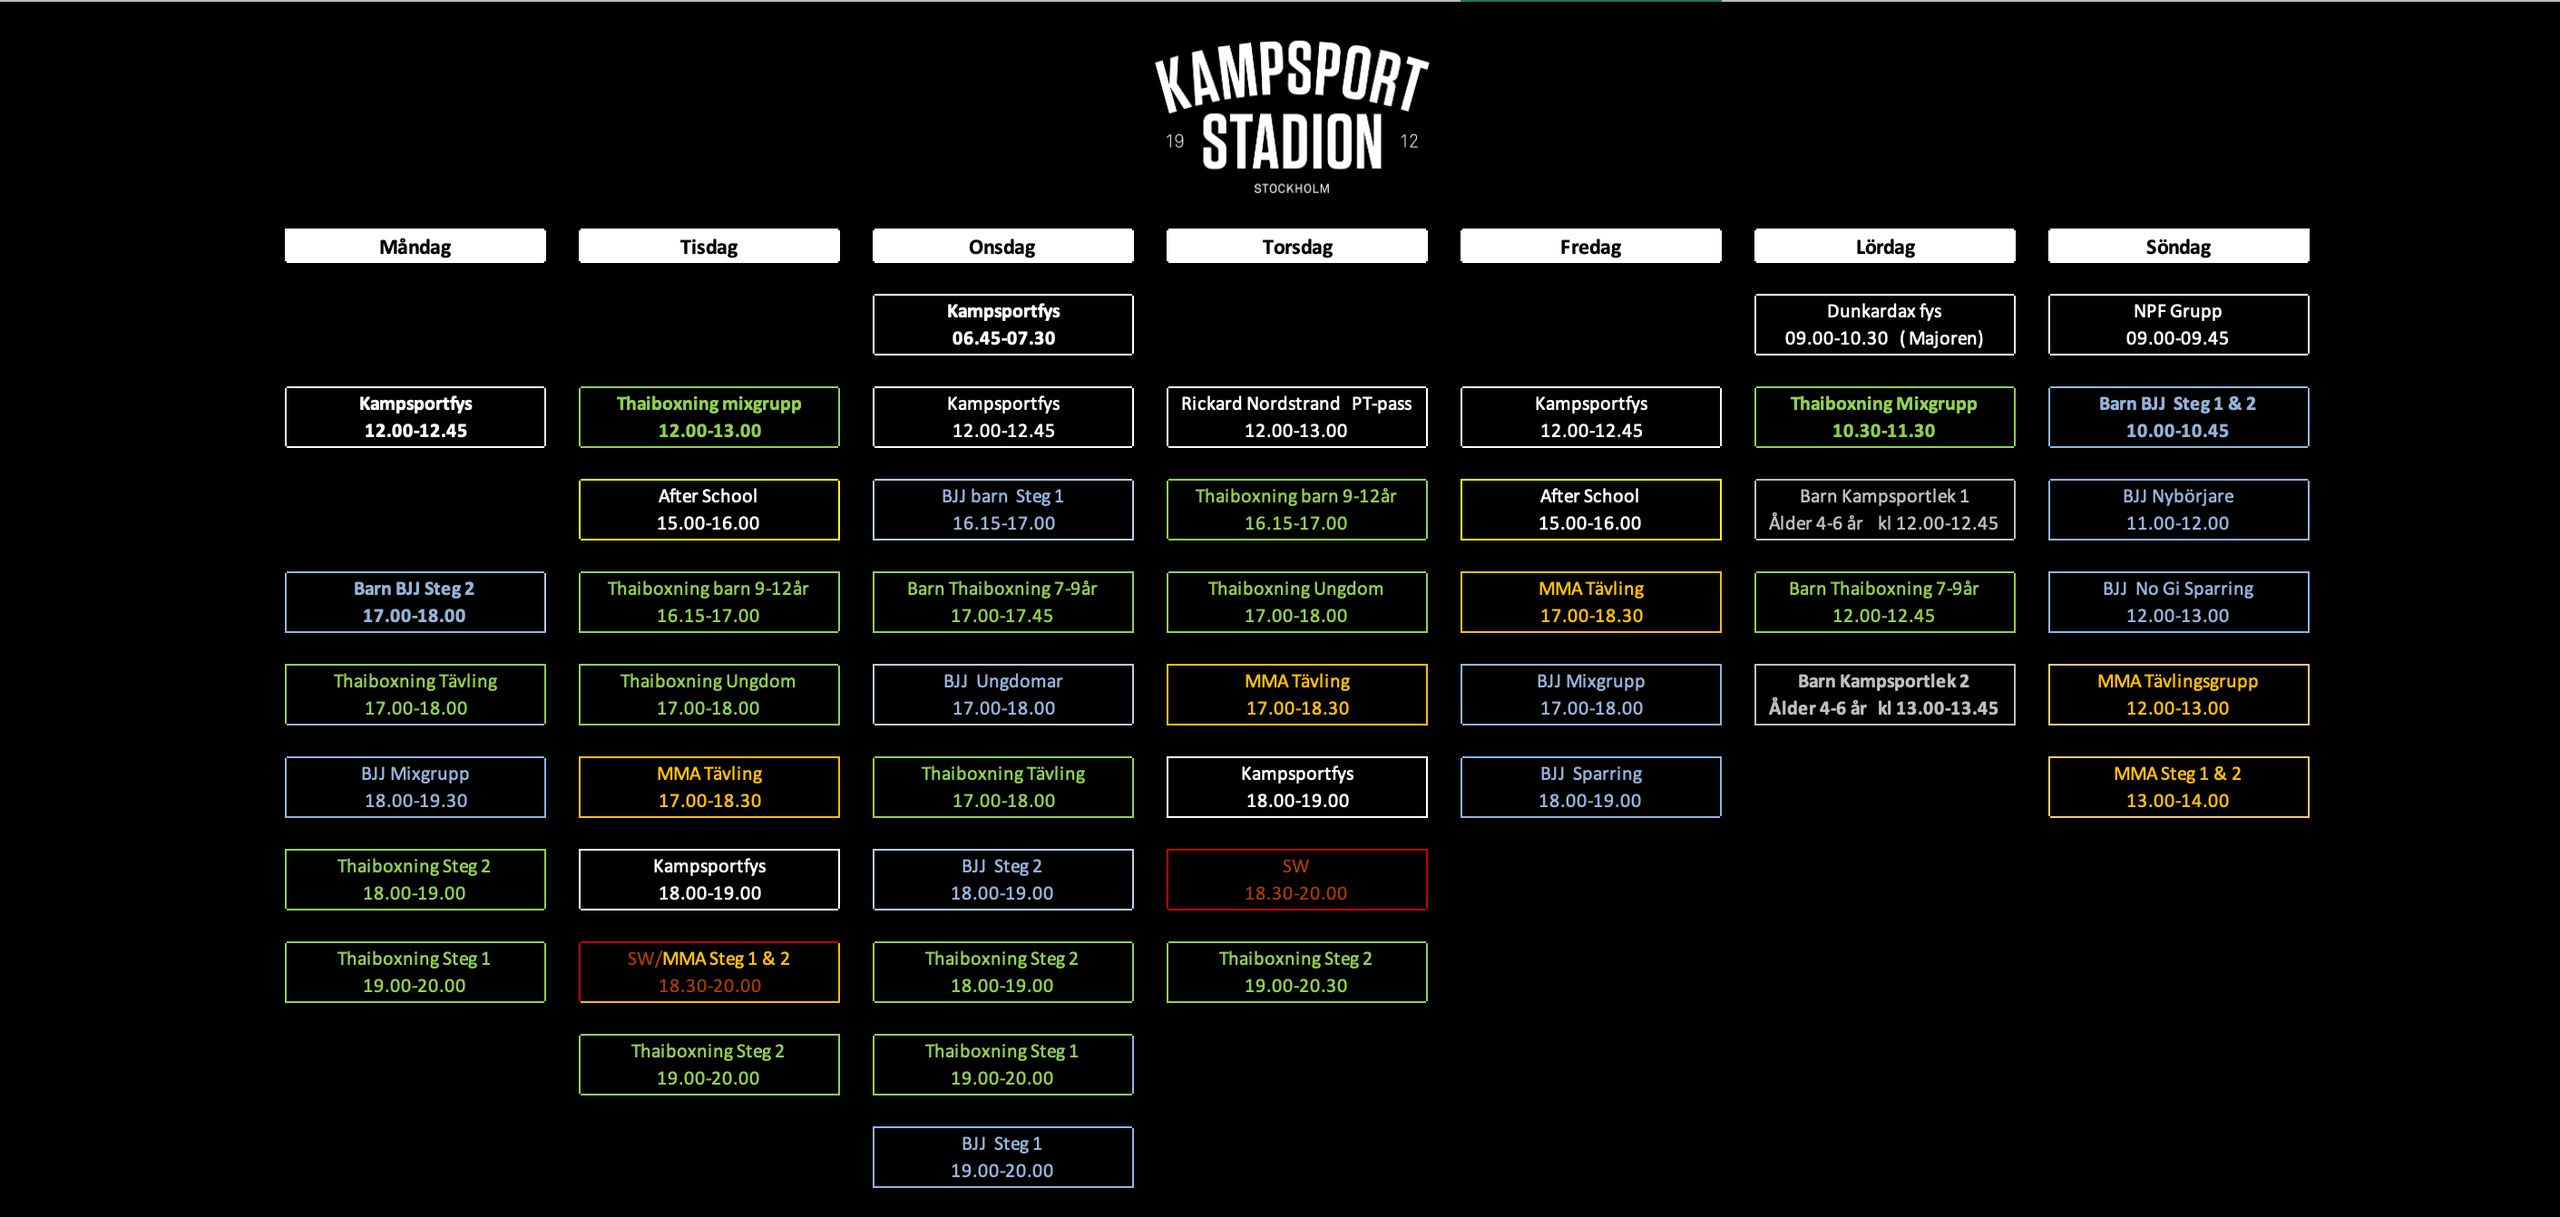 KAMPSPORT
19 STADION 12
STOCKHOLM
Måndag
Kampsportfys
12.00-12.45
Barn BJJ Steg 2
17.00-18.00
Thaiboxning Tävling
17.00-18.00
BJJ Mixgrupp
18.00-19.30
Thaiboxning Steg 2
18.00-19.00
Thaiboxning Steg 1
19.00-20.00
Tisdag
Thaiboxning mixgrupp
12.00-13.00
After School
15.00-16.00
Thaiboxning barn 9-12år
16.15-17.00
Thaiboxning Ungdom
17.00-18.00
MMA Tävling
17.00-18.30
Kampsportfys
18.00-19.00
SW/MMA Steg 1 & 2
18.30-20.00
Thaiboxning Steg 2
19.00-20.00
Onsdag
Kampsportfys
06.45-07.30
Kampsportfys
12.00-12.45
BJJ barn Steg 1
16.15-17.00
Barn Thaiboxning 7-9år
17.00-17.45
BJJ Ungdomar
17.00-18.00
Thaiboxning Tävling
17.00-18.00
BJJ Steg 2
18.00-19.00
Thaiboxning Steg 2
18.00-19.00
Thaiboxning Steg 1
19.00-20.00
BJJ Steg 1
19.00-20.00
Torsdag
Rickard Nordstrand PT-pass
12.00-13.00
Thaiboxning barn 9-12år
16.15-17.00
Thaiboxning Ungdom
17.00-18.00
MMA Tävling
17.00-18.30
Kampsportfys
18.00-19.00
SW
18.30-20.00
Thaiboxning Steg 2
19.00-20.30
Fredag
Kampsportfys
12.00-12.45
After School
15.00-16.00
MMA Tävling
17.00-18.30
BJJ Mixgrupp
17.00-18.00
BJJ Sparring
18.00-19.00
Lördag
Dunkardax fys
09.00-10.30 ( Majoren)
Thaiboxning Mixgrupp
10.30-11.30
Barn Kampsportlek 1
Ålder 4-6 år kl 12.00-12.45
Barn Thaiboxning 7-9år
12.00-12.45
Barn Kampsportlek 2
Ålder 4-6 år kl 13.00-13.45
Söndag
NPF Grupp
09.00-09.45
Barn BJJ Steg 1 & 2
10.00-10.45
BJJ Nybörjare
11.00-12.00
BJJ No Gi Sparring
12.00-13.00
MMA Tävlingsgrupp
12.00-13.00
MMA Steg 1 & 2
13.00-14.00